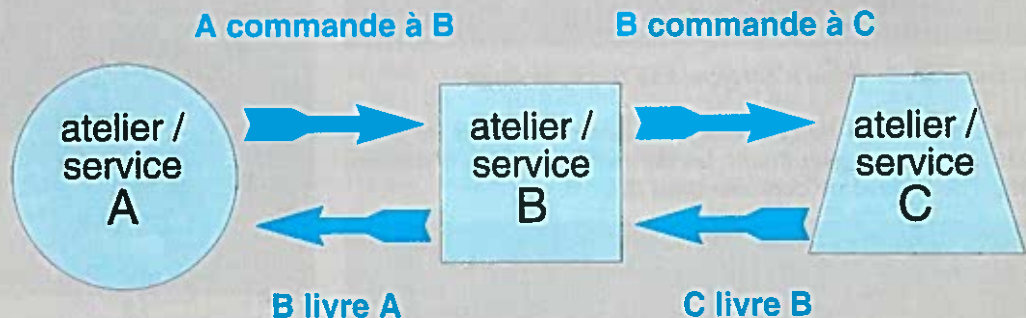 A commande à B
B commande à C
atelier /
service
A
atelier /
service
B
atelier /
service
C
B livre A
C livre B